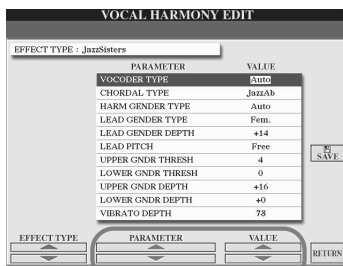 VOCAL HARMONY EDIT
EFFECT TYPE : JazzSisters
PARAMETER VALUE
VOCODER TYPE Auto
CHORDAL TYPE JazzAb
HARM GENDER TYPE Auto
LEAD GENDER TYPE Fem.
LEAD GENDER DEPTH +14
LEAD PITCH Free
UPPER GNDR THRESH 4
LOWER GNDR THRESH 0
UPPER GNDR DEPTH +16
LOWER GNDR DEPTH +0
VIBRATO DEPTH 78
SAVE
EFFECT TYPE PARAMETER VALUE
RETURN